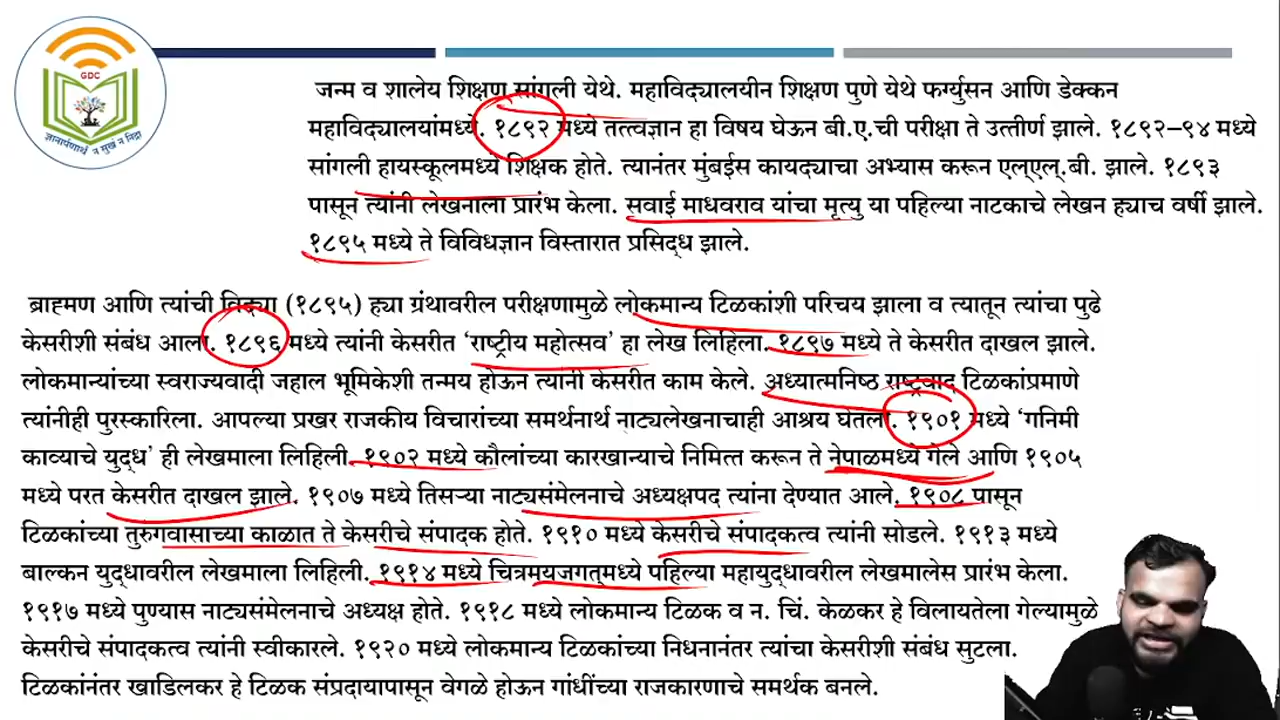 GDC
ज्ञानार्पणार्थं न सुखं न निद्रा
जन्म व शालेय शिक्षण सांगली येथे. महाविद्यालयीन शिक्षण पुणे येथे फर्ग्युसन आणि डेक्कन
महाविद्यालयांमध्ये. १८९२ मध्ये तत्त्वज्ञान हा विषय घेऊन बी.ए.ची परीक्षा ते उत्तीर्ण झाले. १८९२–९४ मध्ये
सांगली हायस्कूलमध्ये शिक्षक होते. त्यानंतर मुंबईस कायद्याचा अभ्यास करून एल्एल्.बी. झाले. १८९३
पासून त्यांनी लेखनाला प्रारंभ केला. सवाई माधवराव यांचा मृत्यु या पहिल्या नाटकाचे लेखन ह्याच वर्षी झाले.
१८९५ मध्ये ते विविधज्ञान विस्तारात प्रसिद्ध झाले.
ब्राह्मण आणि त्यांची विद्या (१८९५) ह्या ग्रंथावरील परीक्षणामुळे लोकमान्य टिळकांशी परिचय झाला व त्यातून त्यांचा पुढे
केसरीशी संबंध आला. १८९६ मध्ये त्यांनी केसरीत ‘राष्ट्रीय महोत्सव’ हा लेख लिहिला. १८९७ मध्ये ते केसरीत दाखल झाले.
लोकमान्यांच्या स्वराज्यवादी जहाल भूमिकेशी तन्मय होऊन त्यांनी केसरीत काम केले. अध्यात्मनिष्ठ राष्ट्रवाद टिळकांप्रमाणे
त्यांनीही पुरस्कारिला. आपल्या प्रखर राजकीय विचारांच्या समर्थनार्थ नाट्यलेखनाचाही आश्रय घेतला. १९०१ मध्ये ‘गनिमी
काव्याचे युद्ध’ ही लेखमाला लिहिली. १९०२ मध्ये कौलांच्या कारखान्याचे निमित्त करून ते नेपाळमध्ये गेले आणि १९०५
मध्ये परत केसरीत दाखल झाले. १९०७ मध्ये तिसऱ्या नाट्यसंमेलनाचे अध्यक्षपद त्यांना देण्यात आले. १९०८ पासून
टिळकांच्या तुरुंगवासाच्या काळात ते केसरीचे संपादक होते. १९१० मध्ये केसरीचे संपादकत्व त्यांनी सोडले. १९१३ मध्ये
बाल्कन युद्धावरील लेखमाला लिहिली. १९१४ मध्ये चित्रमयजगत्‌मध्ये पहिल्या महायुद्धावरील लेखमालेस प्रारंभ केला.
१९१७ मध्ये पुण्यास नाट्यसंमेलनाचे अध्यक्ष होते. १९१८ मध्ये लोकमान्य टिळक व न. चिं. केळकर हे विलायतेला गेल्यामुळे
केसरीचे संपादकत्व त्यांनी स्वीकारले. १९२० मध्ये लोकमान्य टिळकांच्या निधनानंतर त्यांचा केसरीशी संबंध सुटला.
टिळकांनंतर खाडिलकर हे टिळक संप्रदायापासून वेगळे होऊन गांधींच्या राजकारणाचे समर्थक बनले.